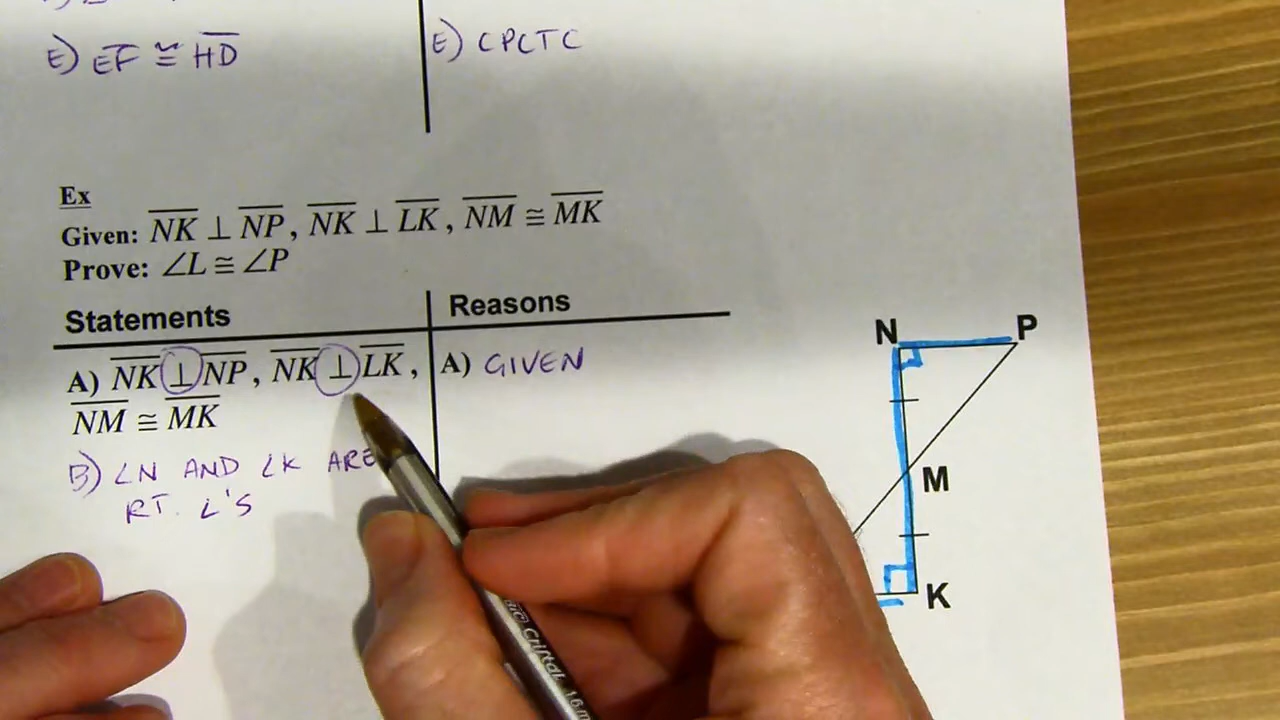 E) EF ≅ HD
E) CPCTC
Ex
Given: NK ⊥ NP, NK ⊥ LK, NM ≅ MK
Prove: ∠L ≅ ∠P
Statements
Reasons
A) NK ⊥ NP, NK ⊥ LK,
NM ≅ MK
A) GIVEN
B) ∠N AND ∠K ARE
RT. ∠'S
N
P
M
K
Cristal